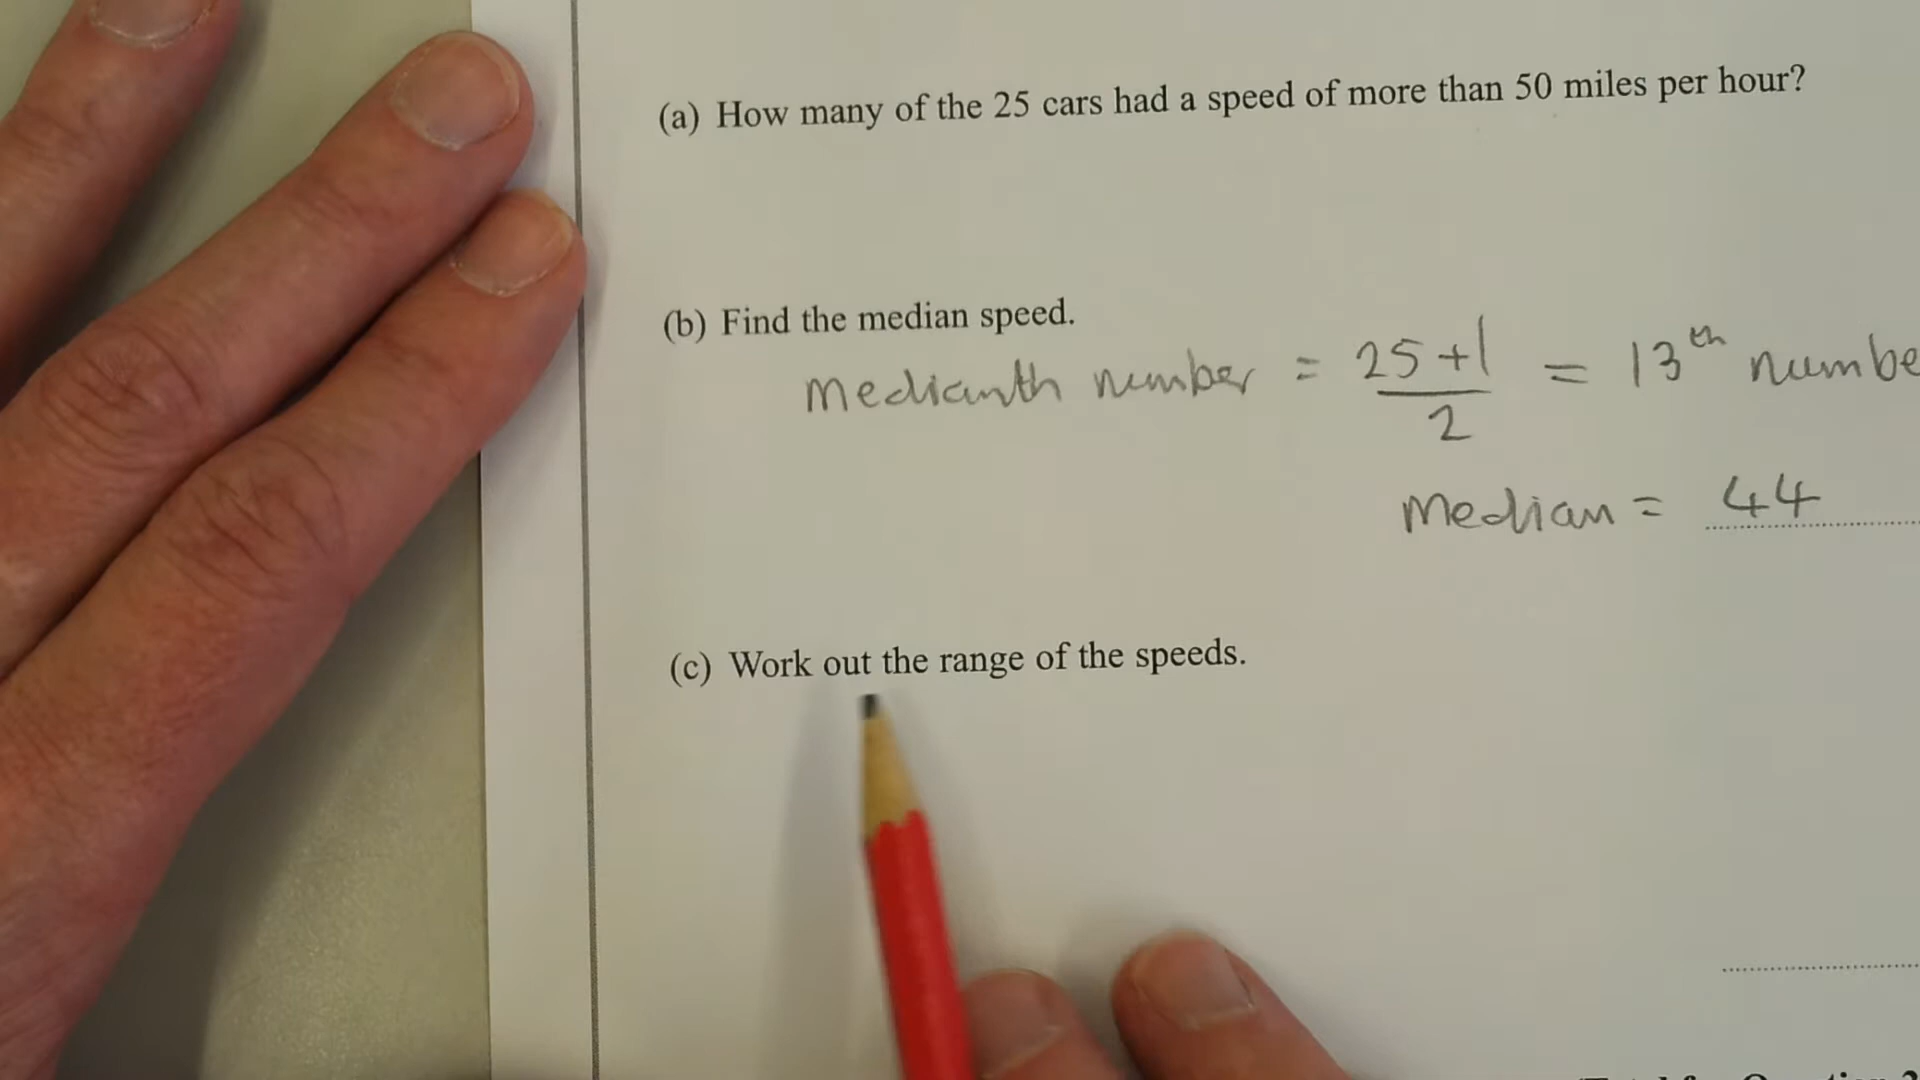 (a) How many of the 25 cars had a speed of more than 50 miles per hour?
(b) Find the median speed.
medianth number = 25+1 / 2 = 13th numbe
median = 44
(c) Work out the range of the speeds.